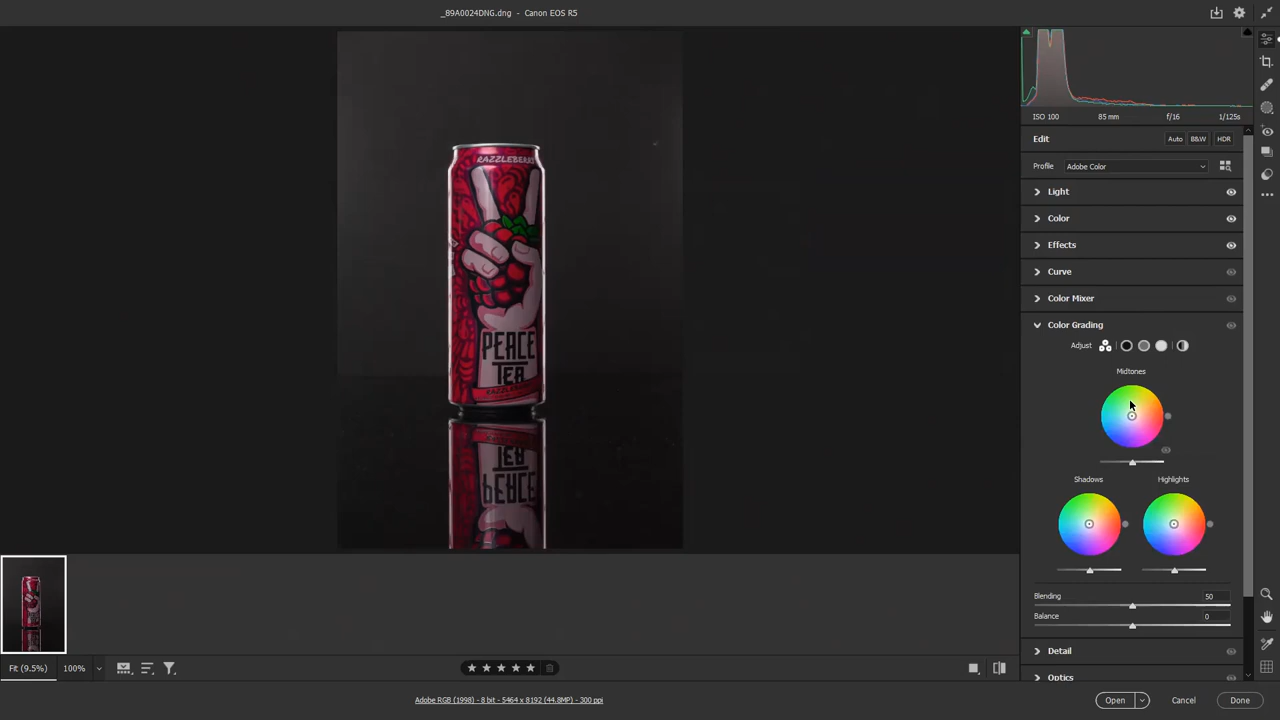 _89A0024DNG.dng - Canon EOS R5
ISO 100 85 mm f/16 1/125s
Edit Auto B&W HDR
Profile Adobe Color
Light
Color
Effects
Curve
Color Mixer
Color Grading
Adjust
Midtones
Shadows Highlights
Blending 50
Balance 0
Detail
Optics
RAZZLEBERRY
PEACE
TEA
TEA
PEACE
Fit (9.5%) 100%
Adobe RGB (1998) - 8 bit - 5464 x 8192 (44.8MP) - 300 ppi
Open Cancel Done